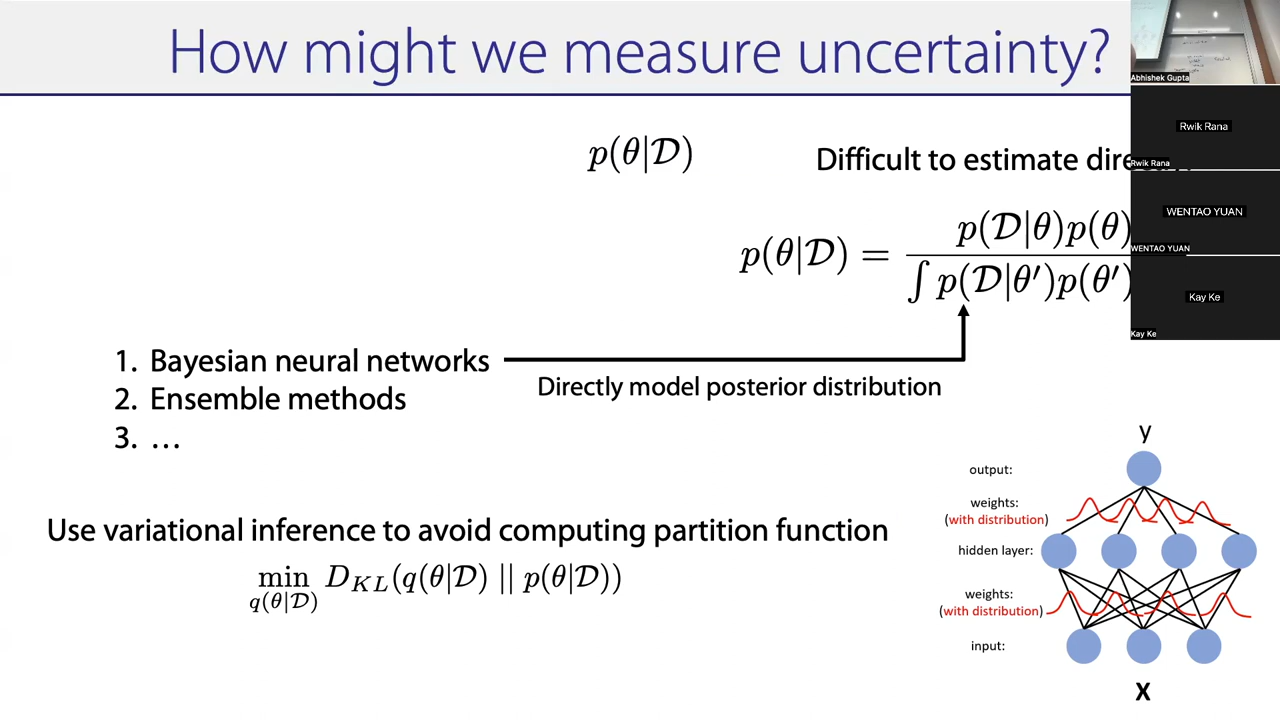 How might we measure uncertainty?
p(θ|𝒟)
Difficult to estimate
p(θ|𝒟) = p(𝒟|θ)p(θ) / ∫ p(𝒟|θ′)p(θ′)
1. Bayesian neural networks
2. Ensemble methods
3. …
Directly model posterior distribution
Use variational inference to avoid computing partition function
min D_KL(q(θ|𝒟) || p(θ|𝒟))
q(θ|𝒟)
y
output:
weights:
(with distribution)
hidden layer:
weights:
(with distribution)
input:
x
Abhishek Gupta
Rwik Rana
Rwik Rana
WENTAO YUAN
WENTAO YUAN
Kay Ke
Kay Ke